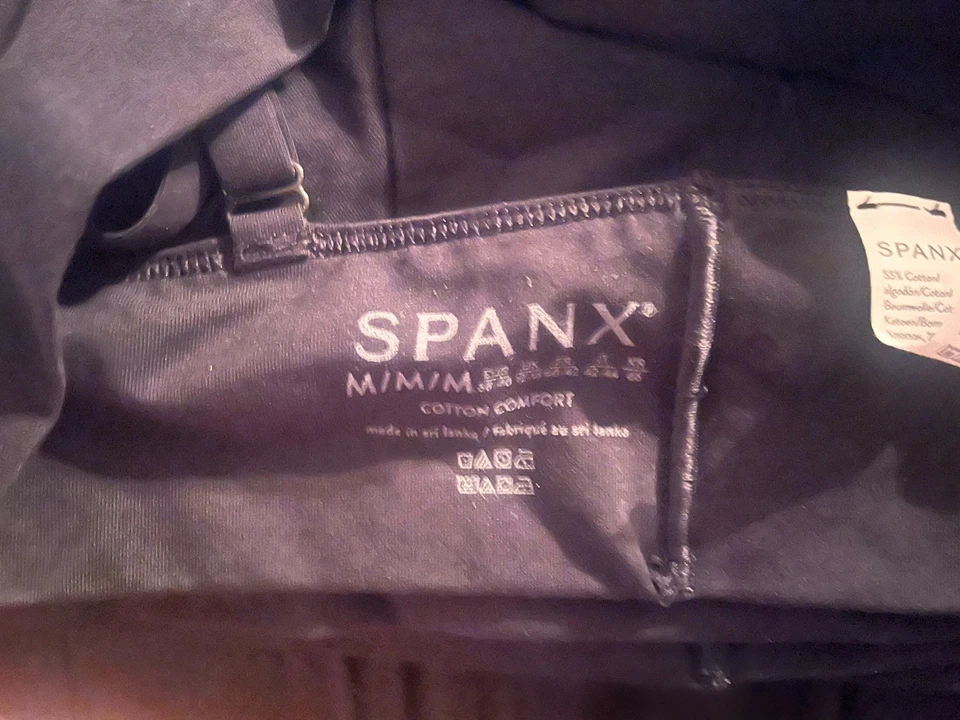 SPANX®
M/M/M
COTTON COMFORT
made in sri lanka / fabriqué au sri lanka
SPANX
55% Cotton/
algodón/Cotonl
Baumwolle/Cot
Katoen/Bom